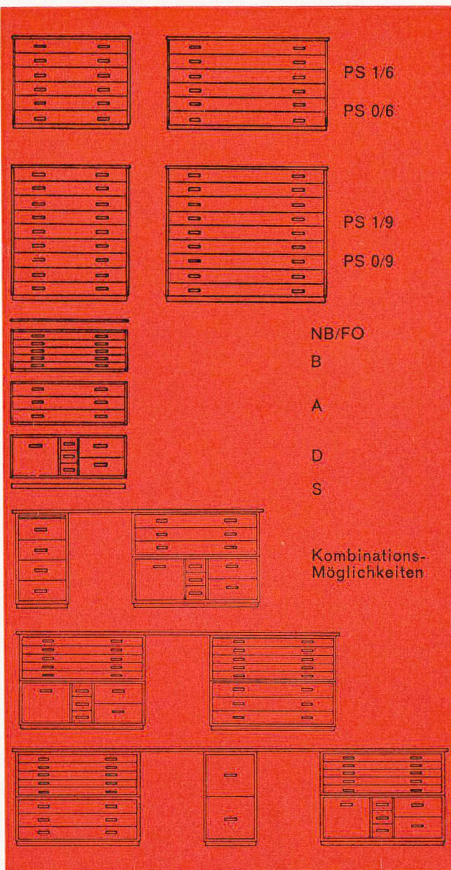 PS 1/6
PS 0/6
PS 1/9
PS 0/9
NB/FO
B
A
D
S
Kombinations-
Möglichkeiten